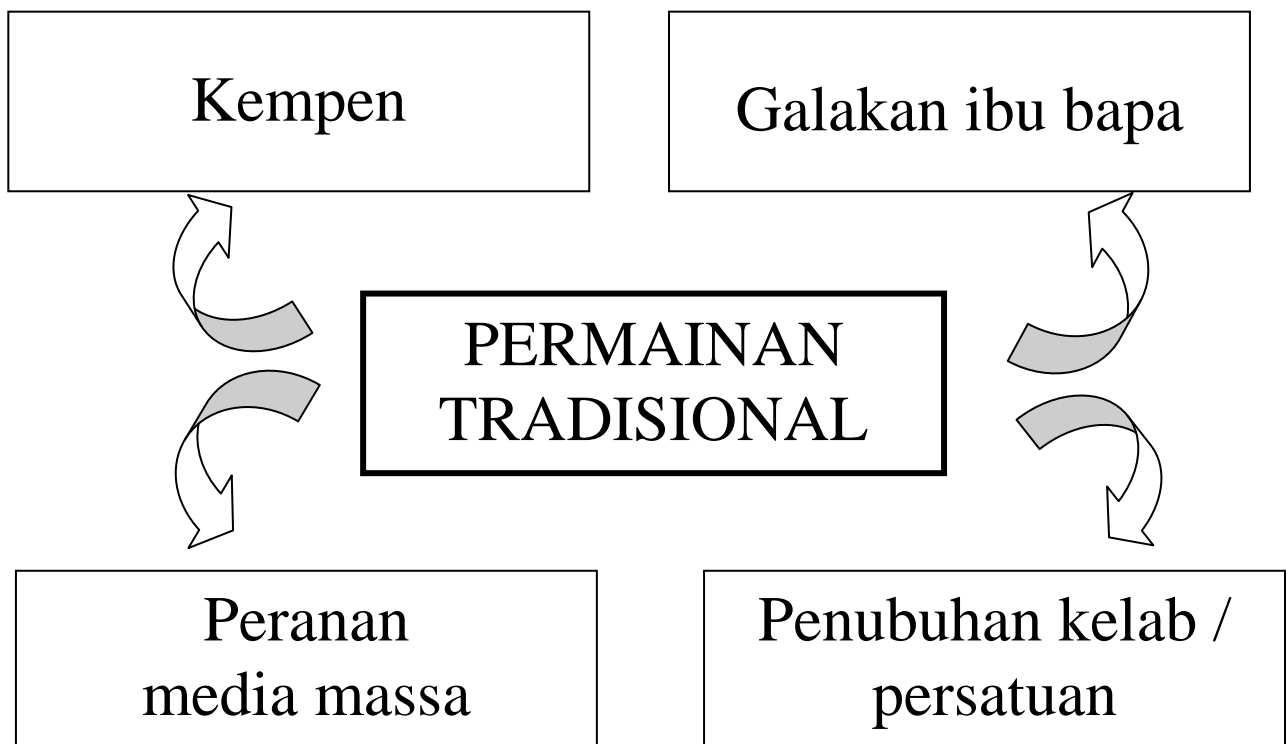 Kempen
Galakan ibu bapa
PERMAINAN
TRADISIONAL
Peranan
media massa
Penubuhan kelab /
persatuan